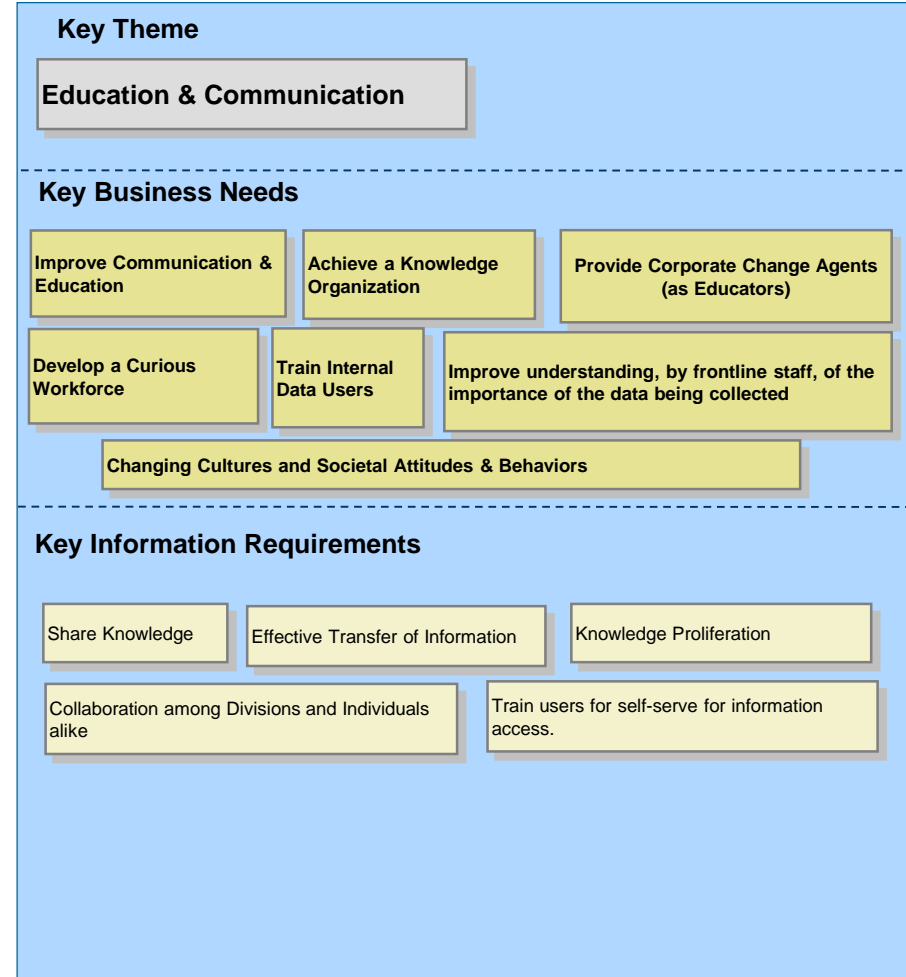 Key Theme
Education & Communication
Key Business Needs
Improve Communication &
Education
Achieve a Knowledge
Organization
Provide Corporate Change Agents
(as Educators)
Develop a Curious
Workforce
Train Internal
Data Users
Improve understanding, by frontline staff, of the
importance of the data being collected
Changing Cultures and Societal Attitudes & Behaviors
Key Information Requirements
Share Knowledge
Effective Transfer of Information
Knowledge Proliferation
Collaboration among Divisions and Individuals
alike
Train users for self-serve for information
access.